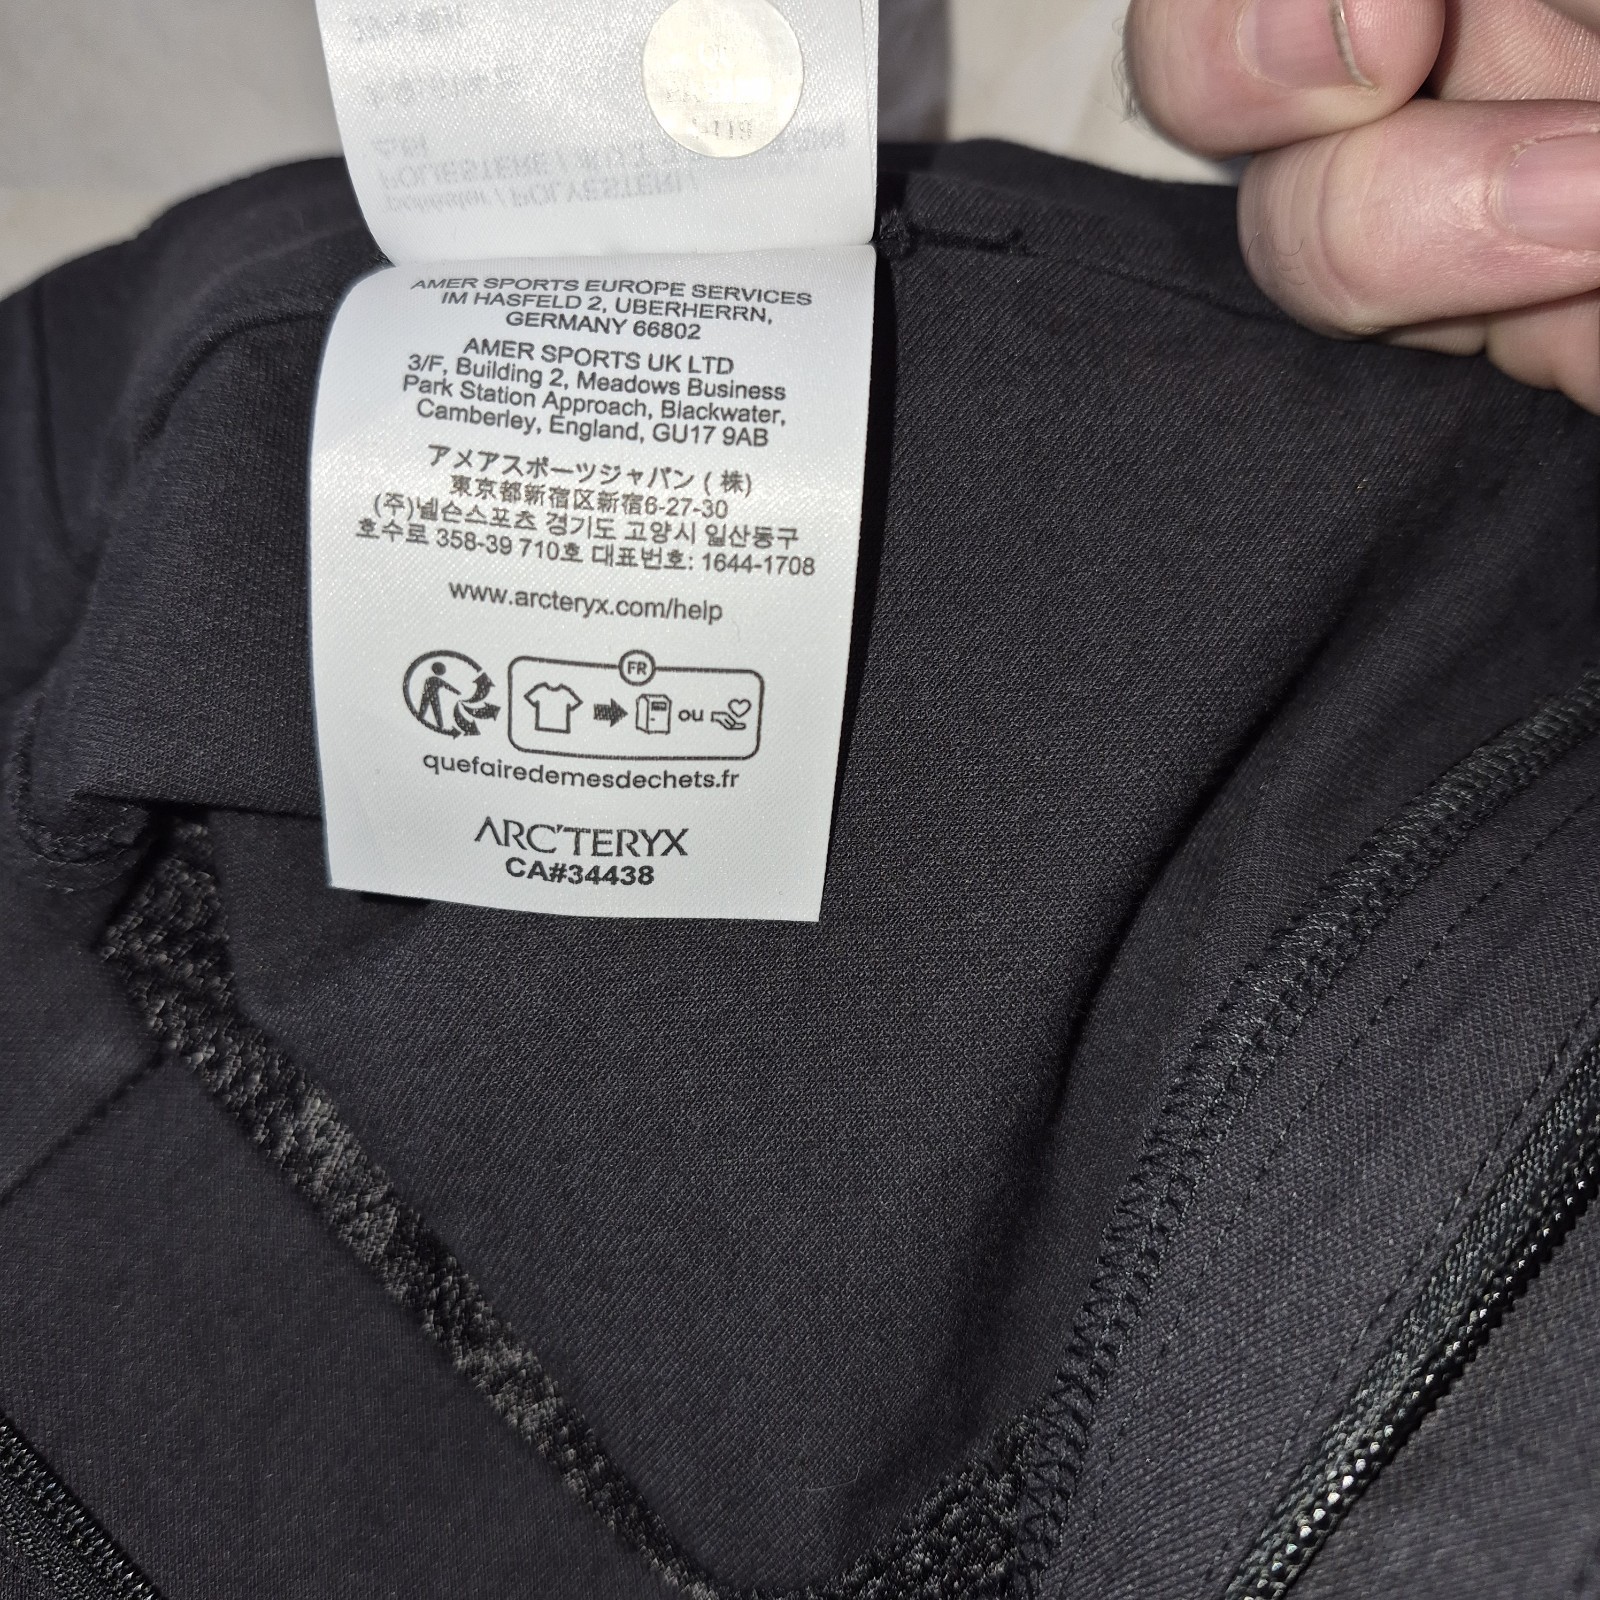 AMER SPORTS EUROPE SERVICES
IM HASFELD 2, UBERHERRN,
GERMANY 66802
AMER SPORTS UK LTD
3/F, Building 2, Meadows Business
Park Station Approach, Blackwater,
Camberley, England, GU17 9AB
アメアスポーツジャパン (株)
東京都新宿区新宿6-27-30
(주)넬슨스포츠 경기도 고양시 일산동구
호수로 358-39 710호 대표번호: 1644-1708
www.arcteryx.com/help
FR
ou
quefairedemesdechets.fr
ARC'TERYX
CA#34438